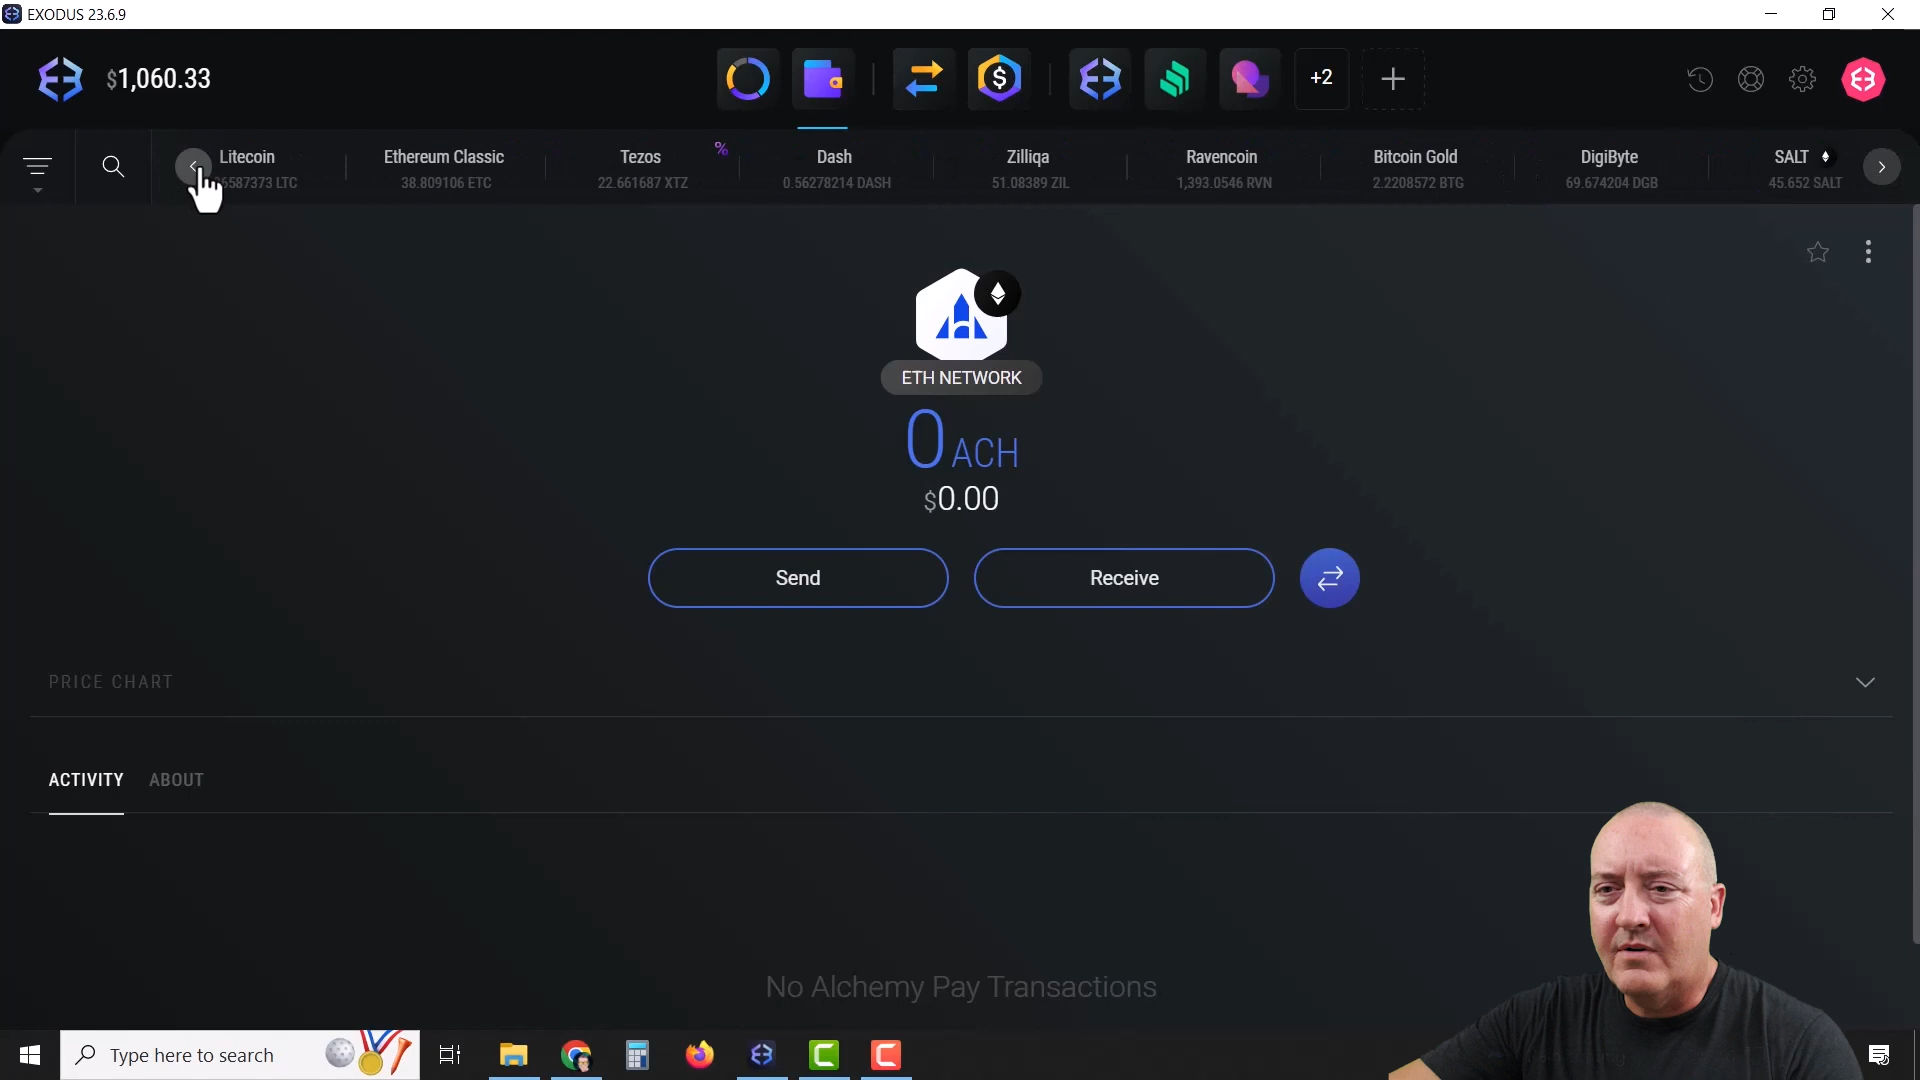 EXODUS 23.6.9
$1,060.33
$
+2
Litecoin
6587373 LTC
Ethereum Classic
38.809106 ETC
Tezos
%
22.661687 XTZ
Dash
0.56278214 DASH
Zilliqa
51.08389 ZIL
Ravencoin
1,393.0546 RVN
Bitcoin Gold
2.2208572 BTG
DigiByte
69.674204 DGB
SALT
45.652 SALT
ETH NETWORK
0 ACH
$0.00
Send
Receive
PRICE CHART
ACTIVITY
ABOUT
No Alchemy Pay Transactions
Type here to search